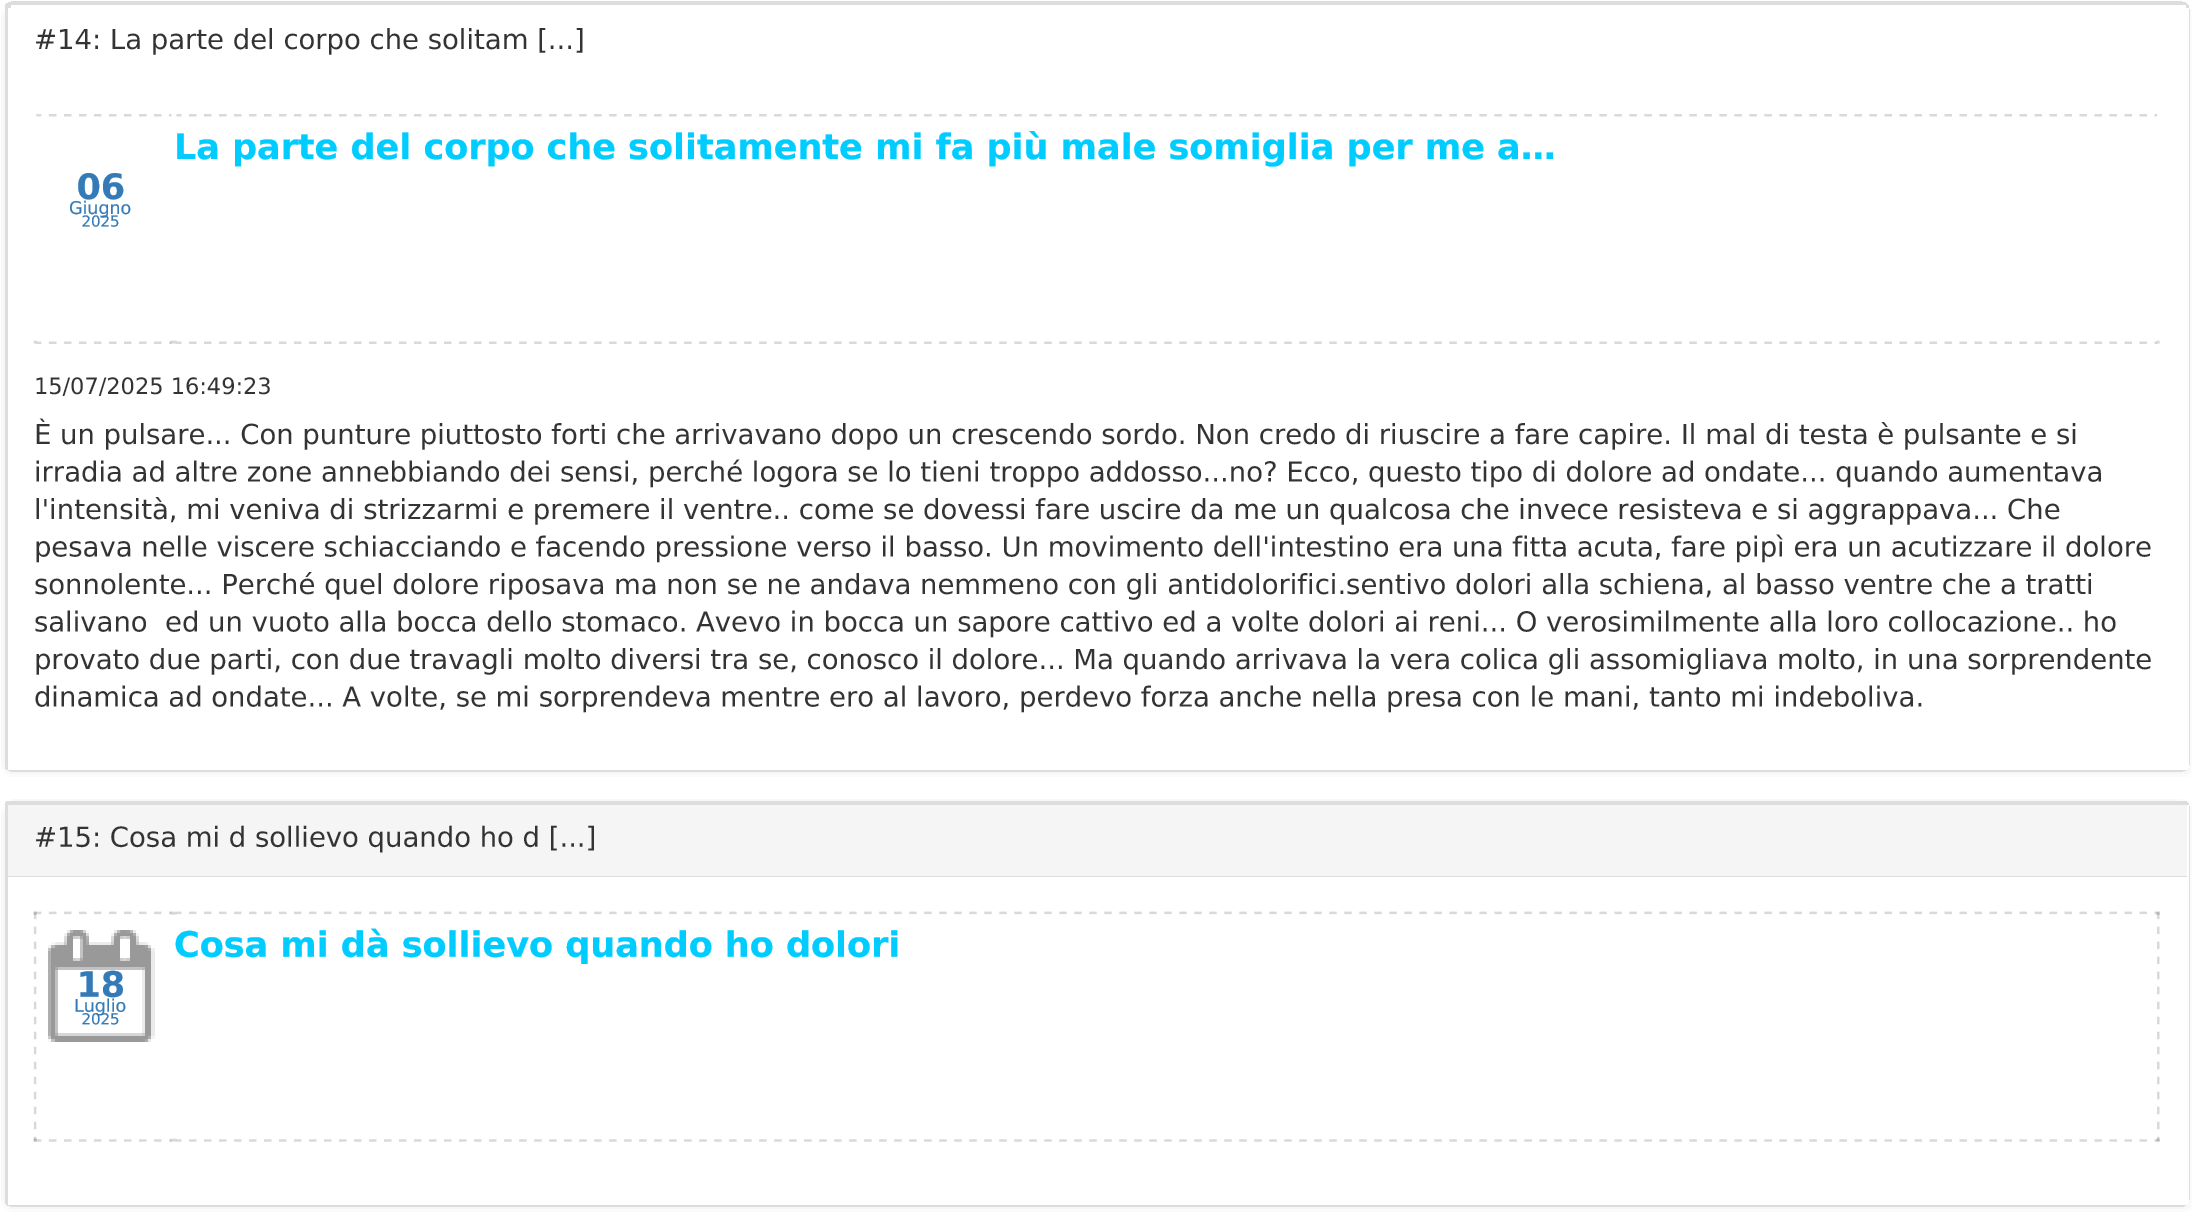 #14: La parte del corpo che solitam [...]
La parte del corpo che solitamente mi fa più male somiglia per me a...
06
Giugno
2025
15/07/2025 16:49:23
È un pulsare... Con punture piuttosto forti che arrivavano dopo un crescendo sordo. Non credo di riuscire a fare capire. Il mal di testa è pulsante e si
irradia ad altre zone annebbiando dei sensi, perché logora se lo tieni troppo addosso...no? Ecco, questo tipo di dolore ad ondate... quando aumentava
l'intensità, mi veniva di strizzarmi e premere il ventre.. come se dovessi fare uscire da me un qualcosa che invece resisteva e si aggrappava... Che
pesava nelle viscere schiacciando e facendo pressione verso il basso. Un movimento dell'intestino era una fitta acuta, fare pipì era un acutizzare il dolore
sonnolente... Perché quel dolore riposava ma non se ne andava nemmeno con gli antidolorifici.sentivo dolori alla schiena, al basso ventre che a tratti
salivano  ed un vuoto alla bocca dello stomaco. Avevo in bocca un sapore cattivo ed a volte dolori ai reni... O verosimilmente alla loro collocazione.. ho
provato due parti, con due travagli molto diversi tra se, conosco il dolore... Ma quando arrivava la vera colica gli assomigliava molto, in una sorprendente
dinamica ad ondate... A volte, se mi sorprendeva mentre ero al lavoro, perdevo forza anche nella presa con le mani, tanto mi indeboliva.
#15: Cosa mi d sollievo quando ho d [...]
Cosa mi dà sollievo quando ho dolori
18
Luglio
2025